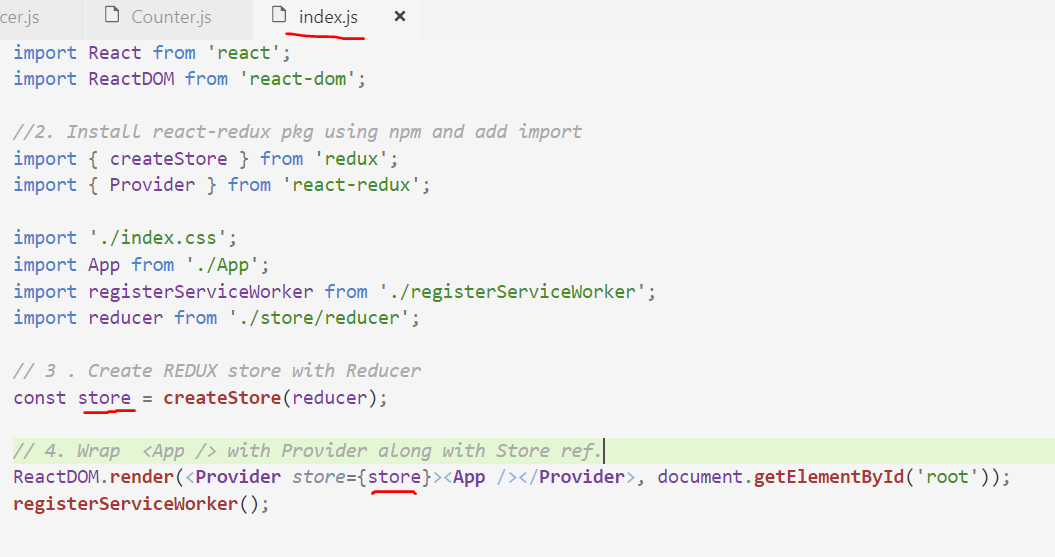 cer.js Counter.js index.js ×
import React from 'react';
import ReactDOM from 'react-dom';
//2. Install react-redux pkg using npm and add import
import { createStore } from 'redux';
import { Provider } from 'react-redux';
import './index.css';
import App from './App';
import registerServiceWorker from './registerServiceWorker';
import reducer from './store/reducer';
// 3 . Create REDUX store with Reducer
const store = createStore(reducer);
// 4. Wrap  <App /> with Provider along with Store ref.
ReactDOM.render(<Provider store={store}><App /></Provider>, document.getElementById('root'));
registerServiceWorker();